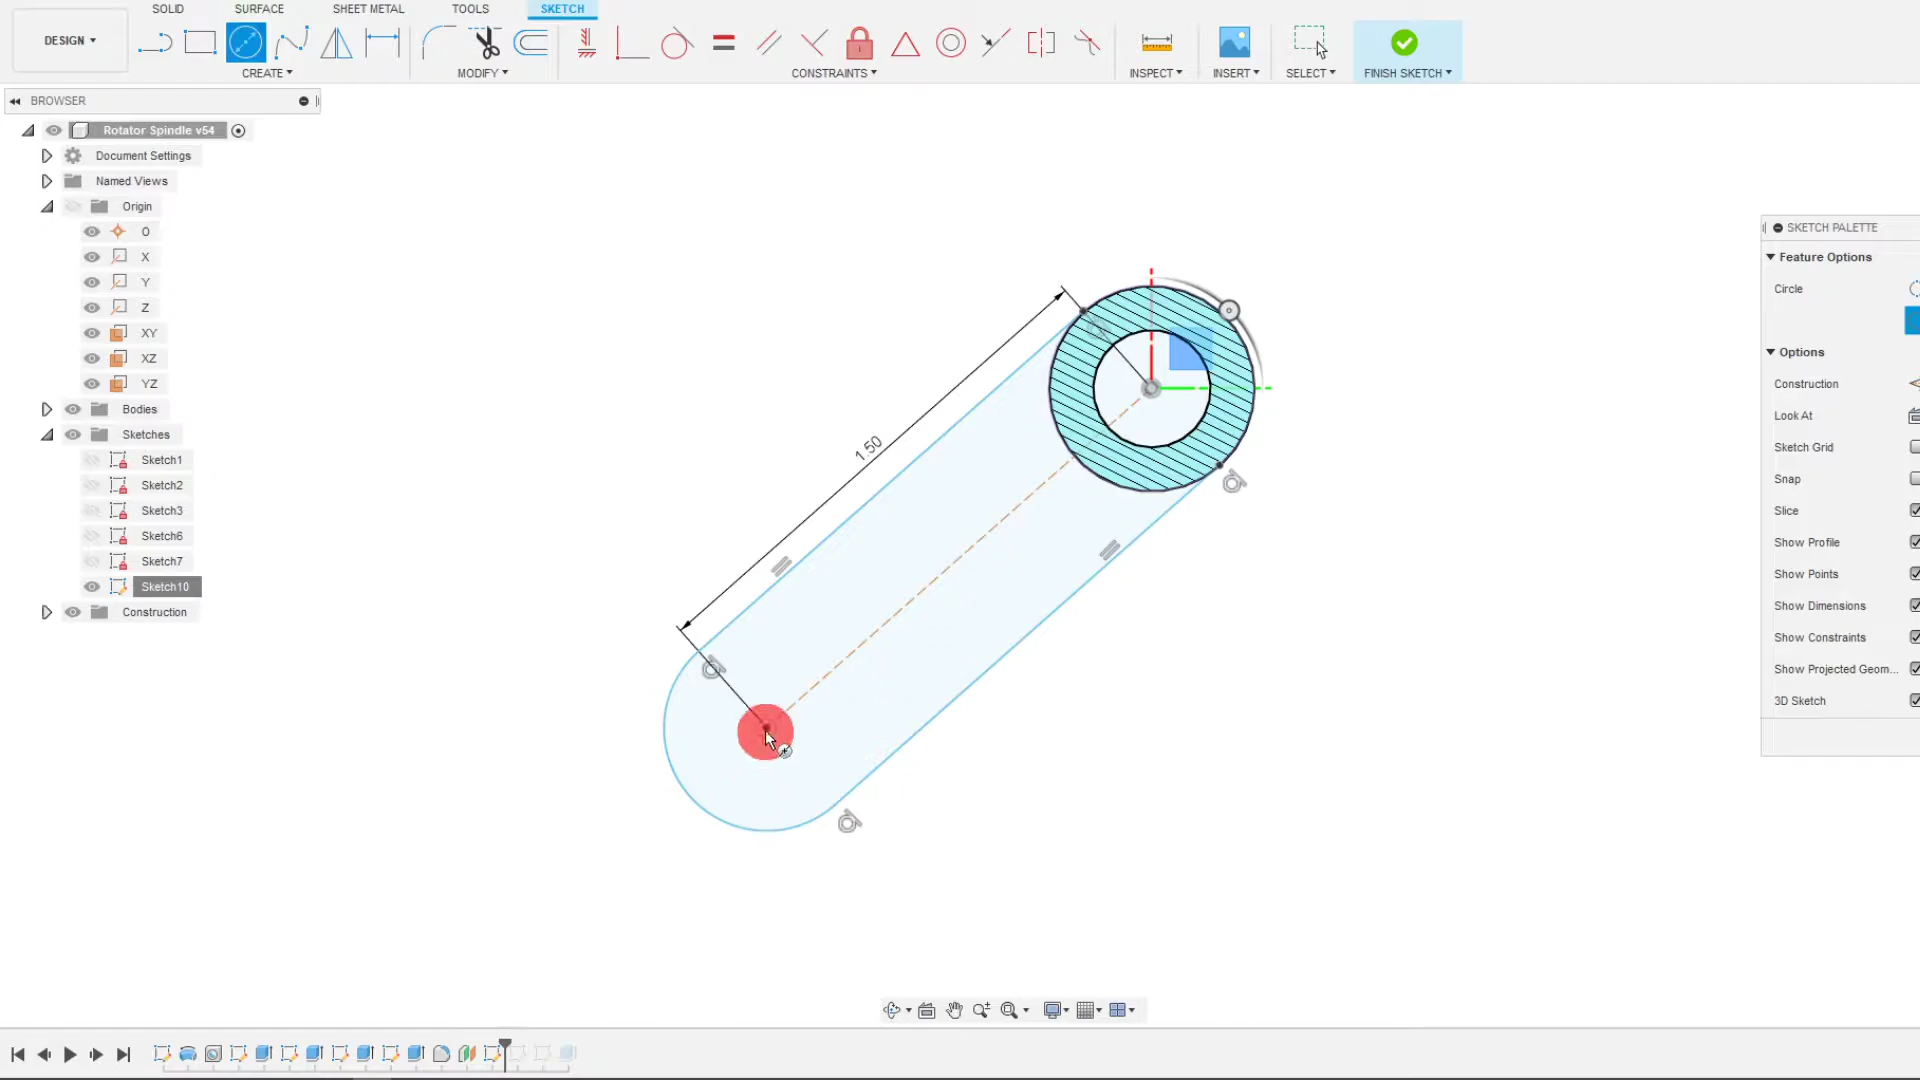 SOLID SURFACE SHEET METAL TOOLS SKETCH
DESIGN
CREATE MODIFY CONSTRAINTS INSPECT INSERT SELECT FINISH SKETCH
BROWSER
Rotator Spindle v54
Document Settings
Named Views
Origin
O
X
Y
Z
XY
XZ
YZ
Bodies
Sketches
Sketch1
Sketch2
Sketch3
Sketch6
Sketch7
Sketch10
Construction
1.50
SKETCH PALETTE
Feature Options
Circle
Options
Construction
Look At
Sketch Grid
Snap
Slice
Show Profile
Show Points
Show Dimensions
Show Constraints
Show Projected Geom...
3D Sketch